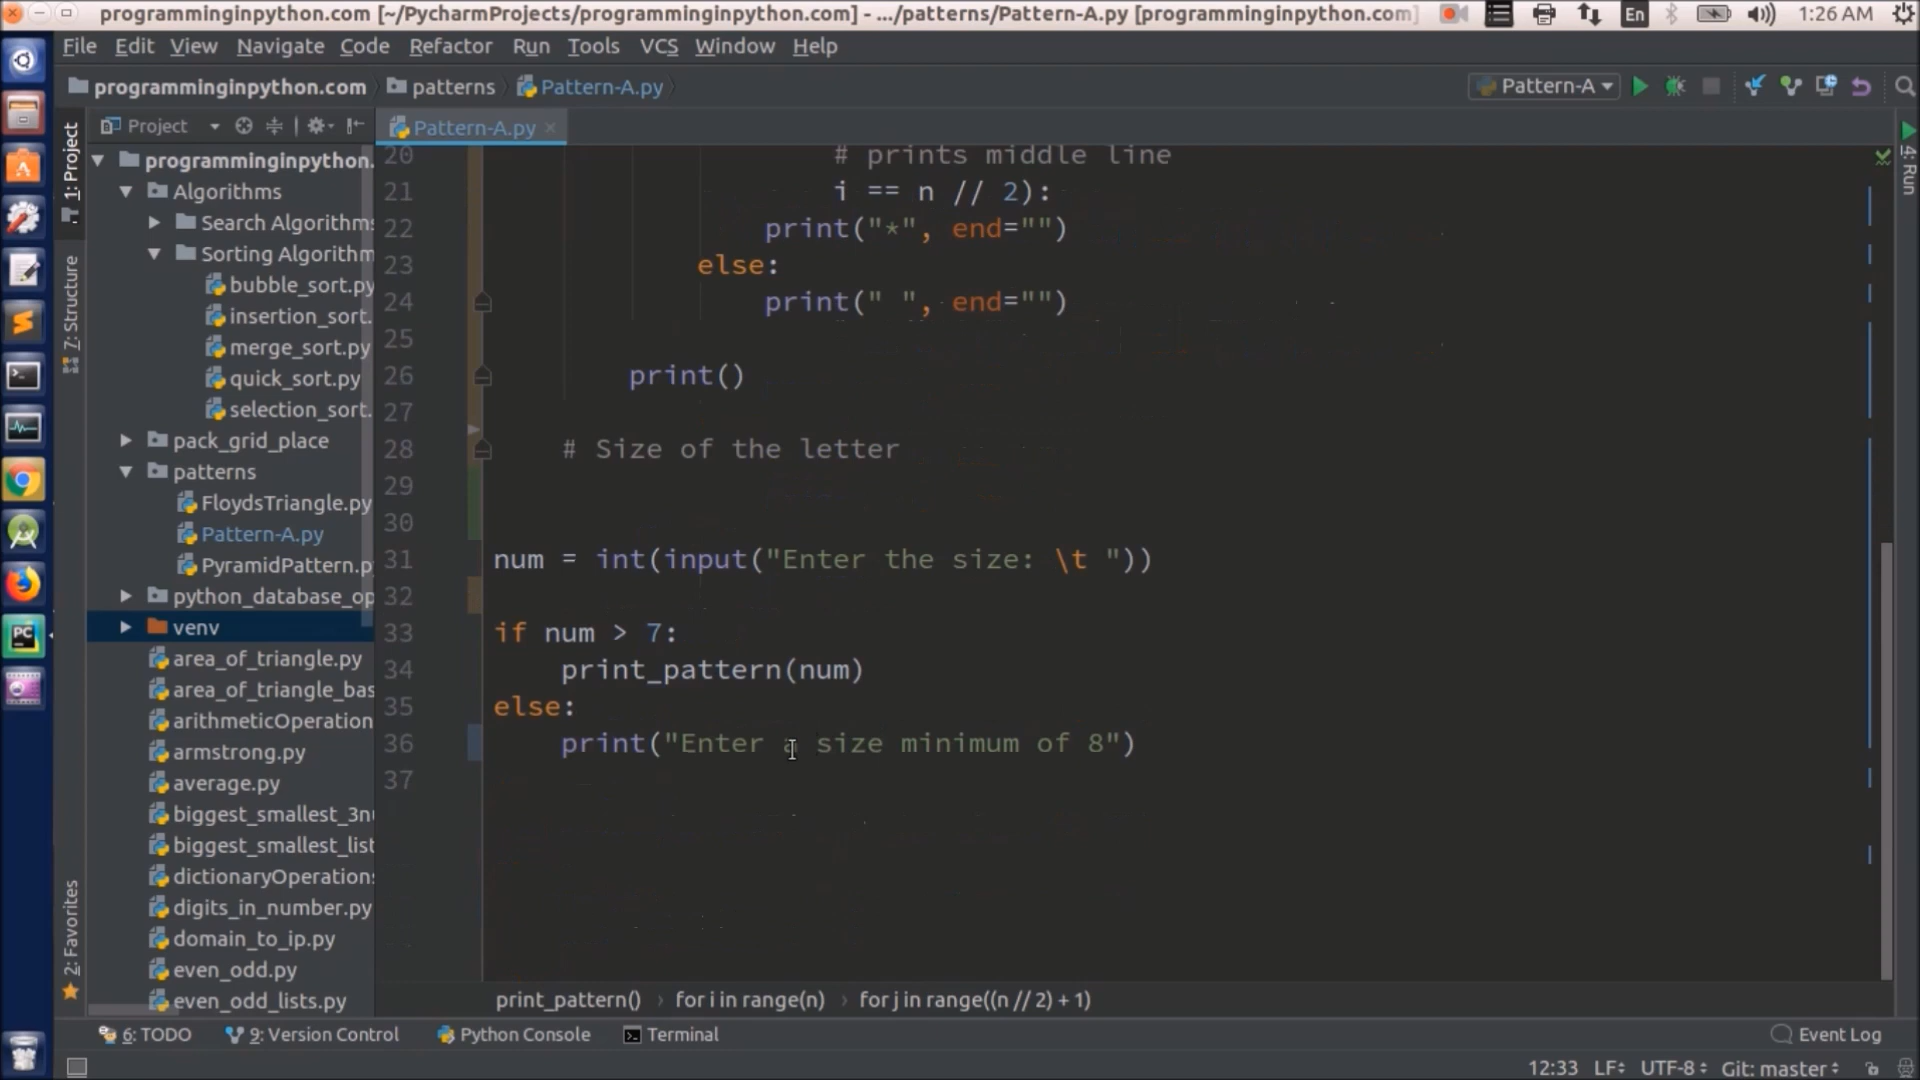 programminginpython.com [~/PycharmProjects/programminginpython.com] - .../patterns/Pattern-A.py [programminginpython.com] En 1:26 AM
File Edit View Navigate Code Refactor Run Tools VCS Window Help
programminginpython.com patterns Pattern-A.py Pattern-A
Project Pattern-A.py
1: Project
7: Structure
2: Favorites
4: Run
programminginpython.
Algorithms
Search Algorithms
Sorting Algorithm
bubble_sort.py
insertion_sort.
merge_sort.py
quick_sort.py
selection_sort.
pack_grid_place
patterns
FloydsTriangle.py
Pattern-A.py
PyramidPattern.p
python_database_op
venv
area_of_triangle.py
area_of_triangle_bas
arithmeticOperation
armstrong.py
average.py
biggest_smallest_3n
biggest_smallest_list
dictionaryOperations
digits_in_number.py
domain_to_ip.py
even_odd.py
even_odd_lists.py
20 # prints middle line
21 i == n // 2):
22 print("*", end="")
23 else:
24 print(" ", end="")
25
26 print()
27
28 # Size of the letter
29
30
31 num = int(input("Enter the size: \t "))
32
33 if num > 7:
34 print_pattern(num)
35 else:
36 print("Enter a size minimum of 8")
37
print_pattern() › for i in range(n) › for j in range((n // 2) + 1)
6: TODO 9: Version Control Python Console Terminal Event Log
12:33 LF UTF-8 Git: master
PC